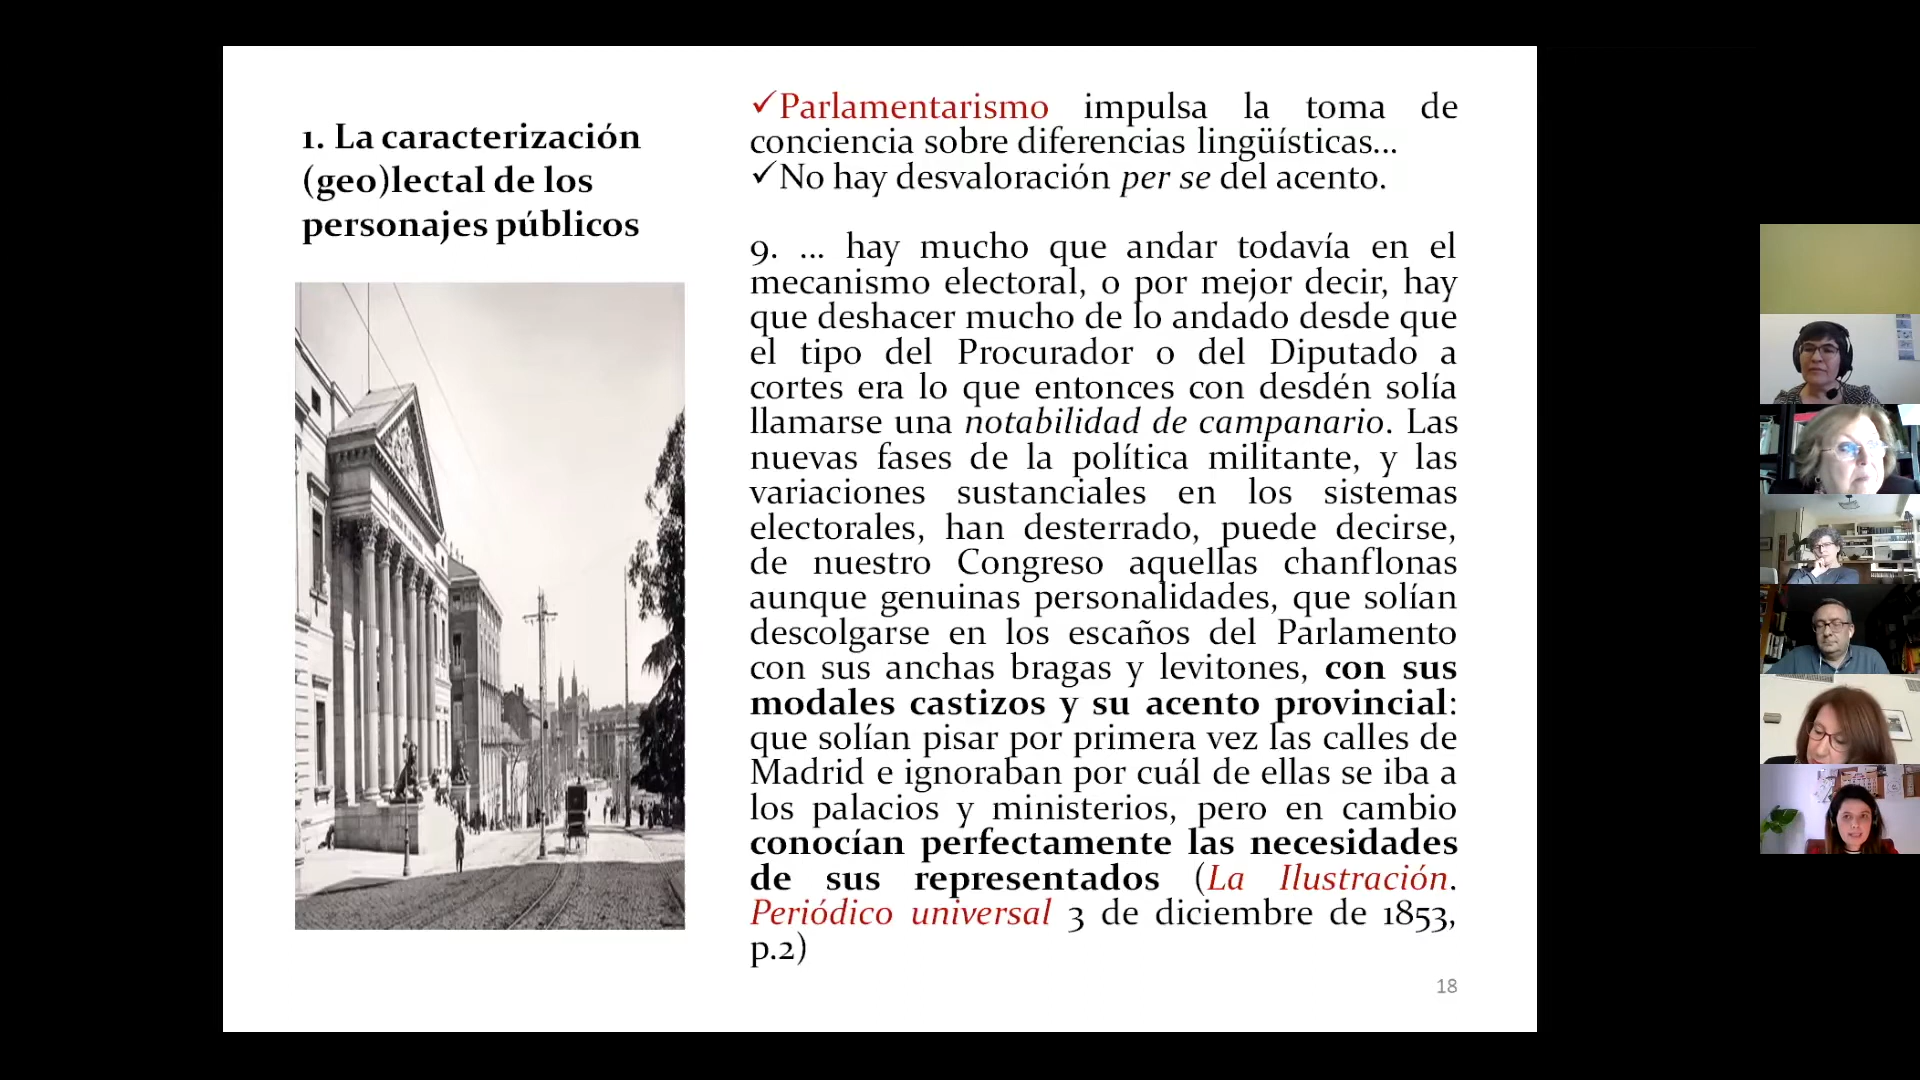 1. La caracterización
(geo)lectal de los
personajes públicos
✓Parlamentarismo impulsa la toma de
conciencia sobre diferencias lingüísticas...
✓No hay desvaloración per se del acento.
9. ... hay mucho que andar todavía en el
mecanismo electoral, o por mejor decir, hay
que deshacer mucho de lo andado desde que
el tipo del Procurador o del Diputado a
cortes era lo que entonces con desdén solía
llamarse una notabilidad de campanario. Las
nuevas fases de la política militante, y las
variaciones sustanciales en los sistemas
electorales, han desterrado, puede decirse,
de nuestro Congreso aquellas chanflonas
aunque genuinas personalidades, que solían
descolgarse en los escaños del Parlamento
con sus anchas bragas y levitones, con sus
modales castizos y su acento provincial:
que solían pisar por primera vez las calles de
Madrid e ignoraban por cuál de ellas se iba a
los palacios y ministerios, pero en cambio
conocían perfectamente las necesidades
de sus representados (La Ilustración.
Periódico universal 3 de diciembre de 1853,
p.2)
18